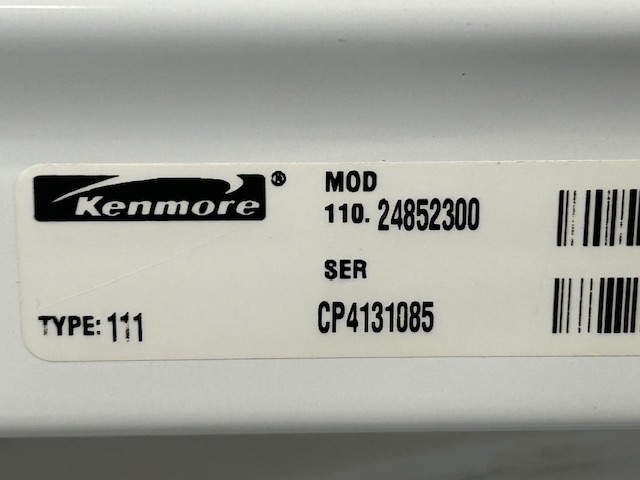 Kenmore®
MOD
110. 24852300
SER
TYPE: 111
CP4131085